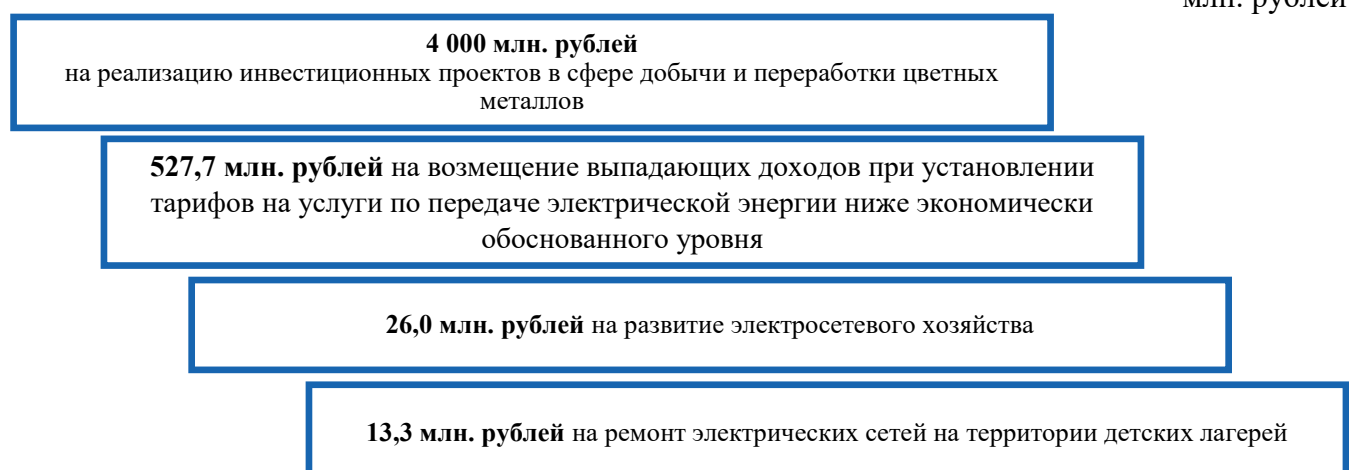 млн. рублей
4 000 млн. рублей
на реализацию инвестиционных проектов в сфере добычи и переработки цветных
металлов
527,7 млн. рублей на возмещение выпадающих доходов при установлении
тарифов на услуги по передаче электрической энергии ниже экономически
обоснованного уровня
26,0 млн. рублей на развитие электросетевого хозяйства
13,3 млн. рублей на ремонт электрических сетей на территории детских лагерей